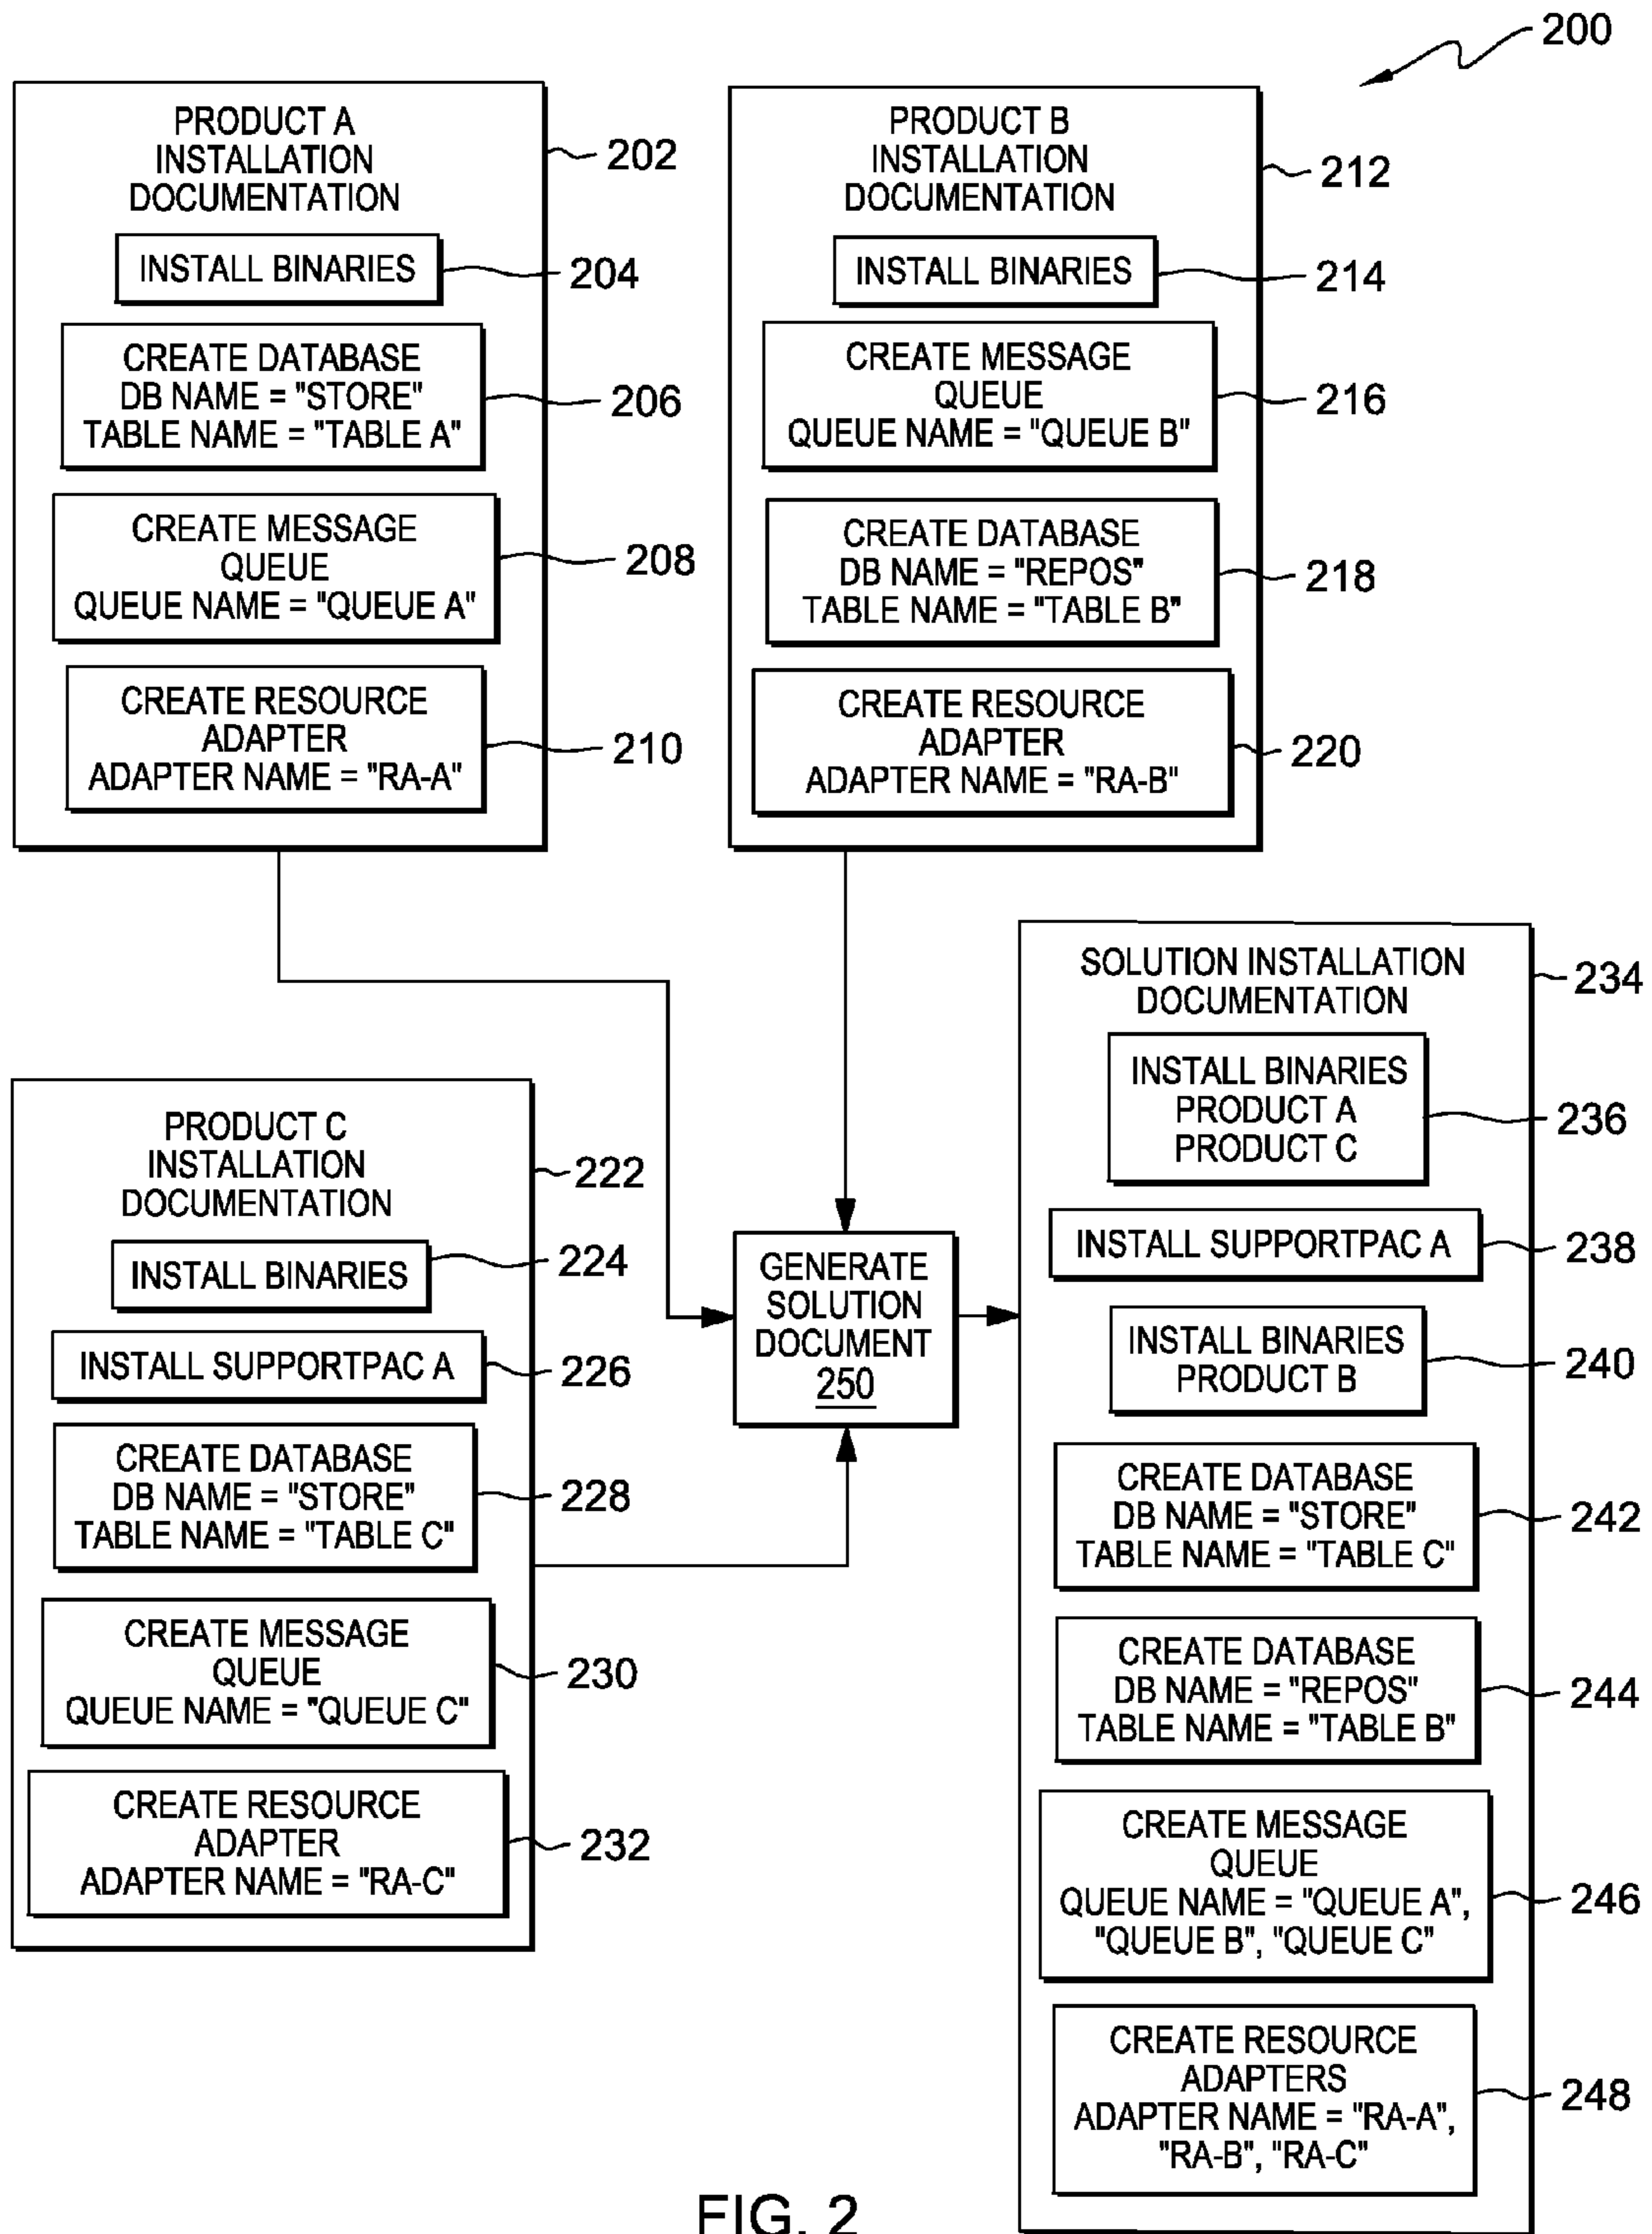 200
PRODUCT A
INSTALLATION
DOCUMENTATION
202
INSTALL BINARIES
204
CREATE DATABASE
DB NAME = "STORE"
TABLE NAME = "TABLE A"
206
CREATE MESSAGE
QUEUE
QUEUE NAME = "QUEUE A"
208
CREATE RESOURCE
ADAPTER
ADAPTER NAME = "RA-A"
210
PRODUCT B
INSTALLATION
DOCUMENTATION
212
INSTALL BINARIES
214
CREATE MESSAGE
QUEUE
QUEUE NAME = "QUEUE B"
216
CREATE DATABASE
DB NAME = "REPOS"
TABLE NAME = "TABLE B"
218
CREATE RESOURCE
ADAPTER
ADAPTER NAME = "RA-B"
220
PRODUCT C
INSTALLATION
DOCUMENTATION
222
INSTALL BINARIES
224
INSTALL SUPPORTPAC A
226
CREATE DATABASE
DB NAME = "STORE"
TABLE NAME = "TABLE C"
228
CREATE MESSAGE
QUEUE
QUEUE NAME = "QUEUE C"
230
CREATE RESOURCE
ADAPTER
ADAPTER NAME = "RA-C"
232
GENERATE
SOLUTION
DOCUMENT
250
SOLUTION INSTALLATION
DOCUMENTATION
234
INSTALL BINARIES
PRODUCT A
PRODUCT C
236
INSTALL SUPPORTPAC A
238
INSTALL BINARIES
PRODUCT B
240
CREATE DATABASE
DB NAME = "STORE"
TABLE NAME = "TABLE C"
242
CREATE DATABASE
DB NAME = "REPOS"
TABLE NAME = "TABLE B"
244
CREATE MESSAGE
QUEUE
QUEUE NAME = "QUEUE A",
"QUEUE B", "QUEUE C"
246
CREATE RESOURCE
ADAPTERS
ADAPTER NAME = "RA-A",
"RA-B", "RA-C"
248
FIG. 2